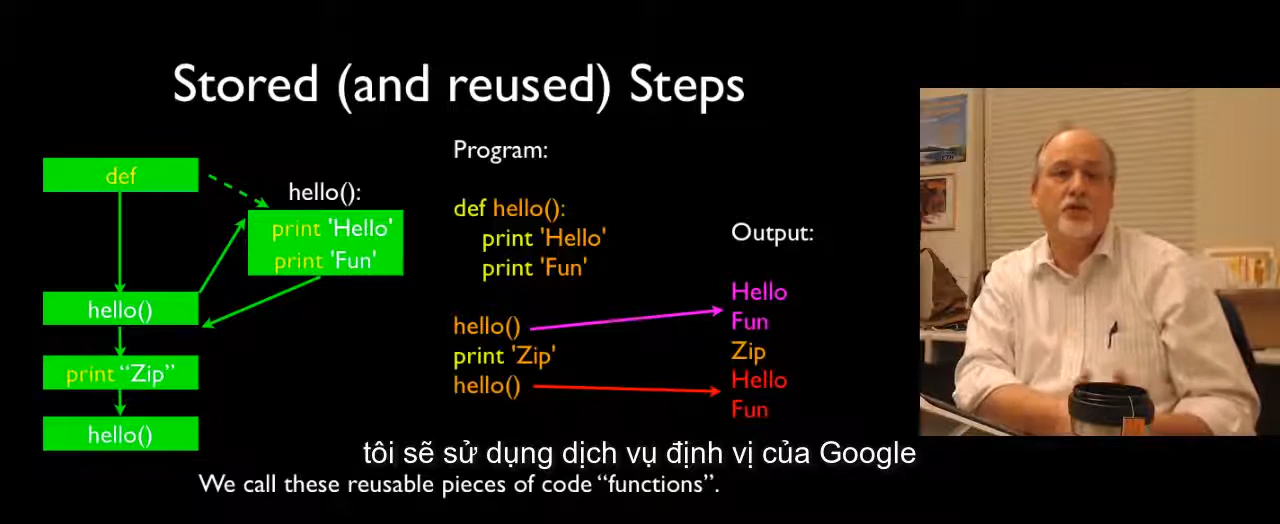 Stored (and reused) Steps
def
hello():
print 'Hello'
print 'Fun'
hello()
print “Zip”
hello()
Program:
def hello():
print 'Hello'
print 'Fun'
hello()
print 'Zip'
hello()
Output:
Hello
Fun
Zip
Hello
Fun
tôi sẽ sử dụng dịch vụ định vị của Google
We call these reusable pieces of code “functions”.